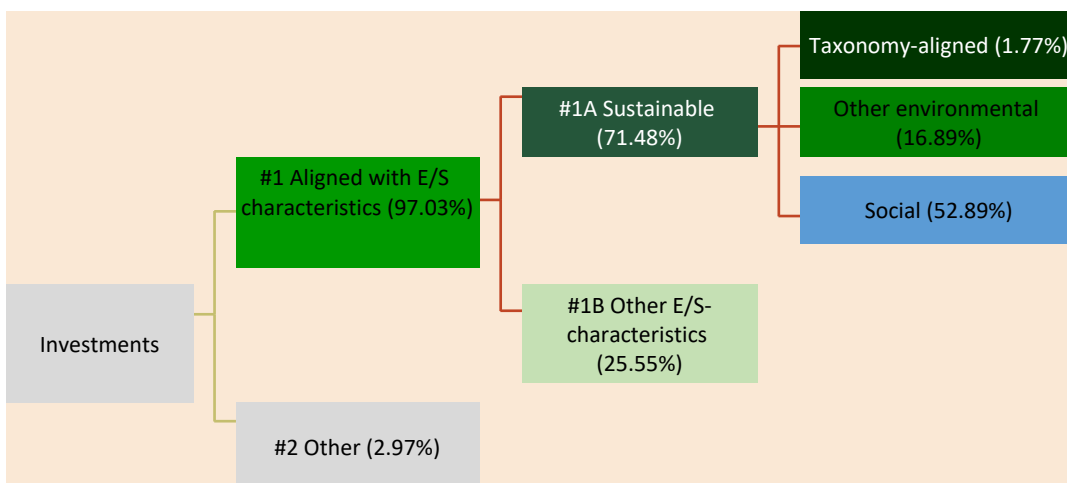 Taxonomy-aligned (1.77%)
#1A Sustainable
(71.48%)
Other environmental
(16.89%)
#1 Aligned with E/S
characteristics (97.03%)
Social (52.89%)
#1B Other E/S-
characteristics
(25.55%)
Investments
#2 Other (2.97%)